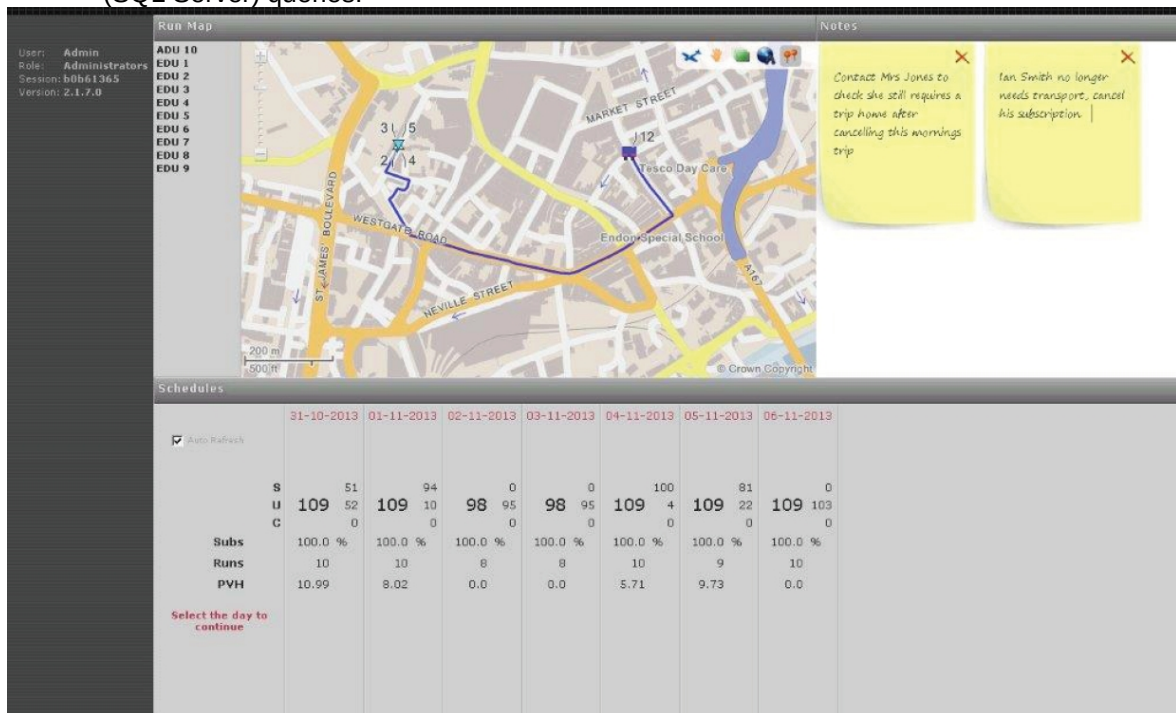 (SQL Server) queries.
Run Map
Notes
User: Admin
Role: Administrators
Session: b0b61365
Version: 2.1.7.0
ADU 10
EDU 1
EDU 2
EDU 3
EDU 4
EDU 5
EDU 6
EDU 7
EDU 8
EDU 9
MARKET STREET
3 5
2 4
12
Tesco Day Care
WESTGATE ROAD
Endon Special School
ST JAMES' BOULEVARD
NEVILLE STREET
A167
200 m
500 ft
© Crown Copyright
Contact Mrs Jones to
check she still requires a
trip home after
cancelling this mornings
trip
Ian Smith no longer
needs transport, cancel
his subscription
Schedules
31-10-2013 01-11-2013 02-11-2013 03-11-2013 04-11-2013 05-11-2013 06-11-2013
Auto Refresh
S 51 94 0 0 100 81 0
U 109 52 109 10 98 95 98 95 109 4 109 22 109 103
C 0 0 0 0 0 0 0
Subs 100.0 % 100.0 % 100.0 % 100.0 % 100.0 % 100.0 % 100.0 %
Runs 10 10 8 8 10 9 10
PVH 10.99 8.02 0.0 0.0 5.71 9.73 0.0
Select the day to
continue